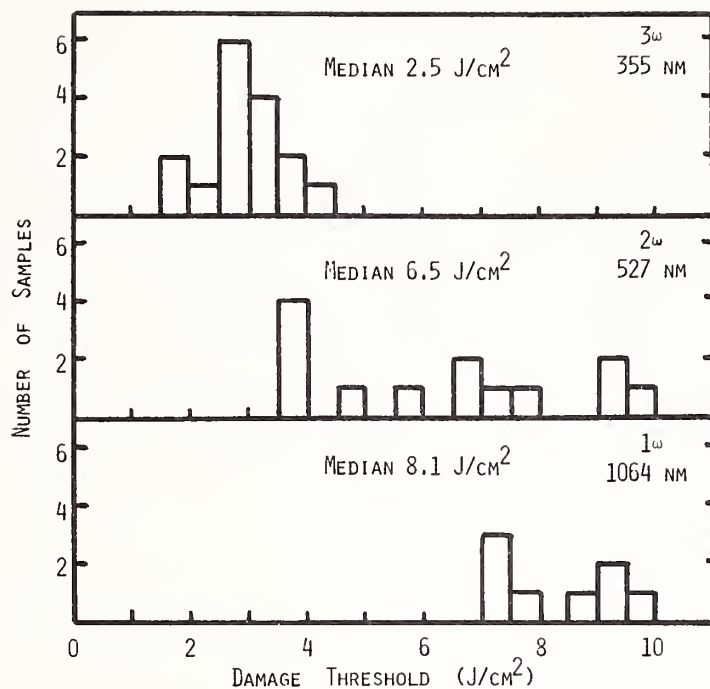 NUMBER OF SAMPLES
6
4
2
MEDIAN 2.5 J/CM²
3ω
355 NM
6
4
2
MEDIAN 6.5 J/CM²
2ω
527 NM
6
4
2
MEDIAN 8.1 J/CM²
1ω
1064 NM
0 2 4 6 8 10
DAMAGE THRESHOLD (J/CM²)